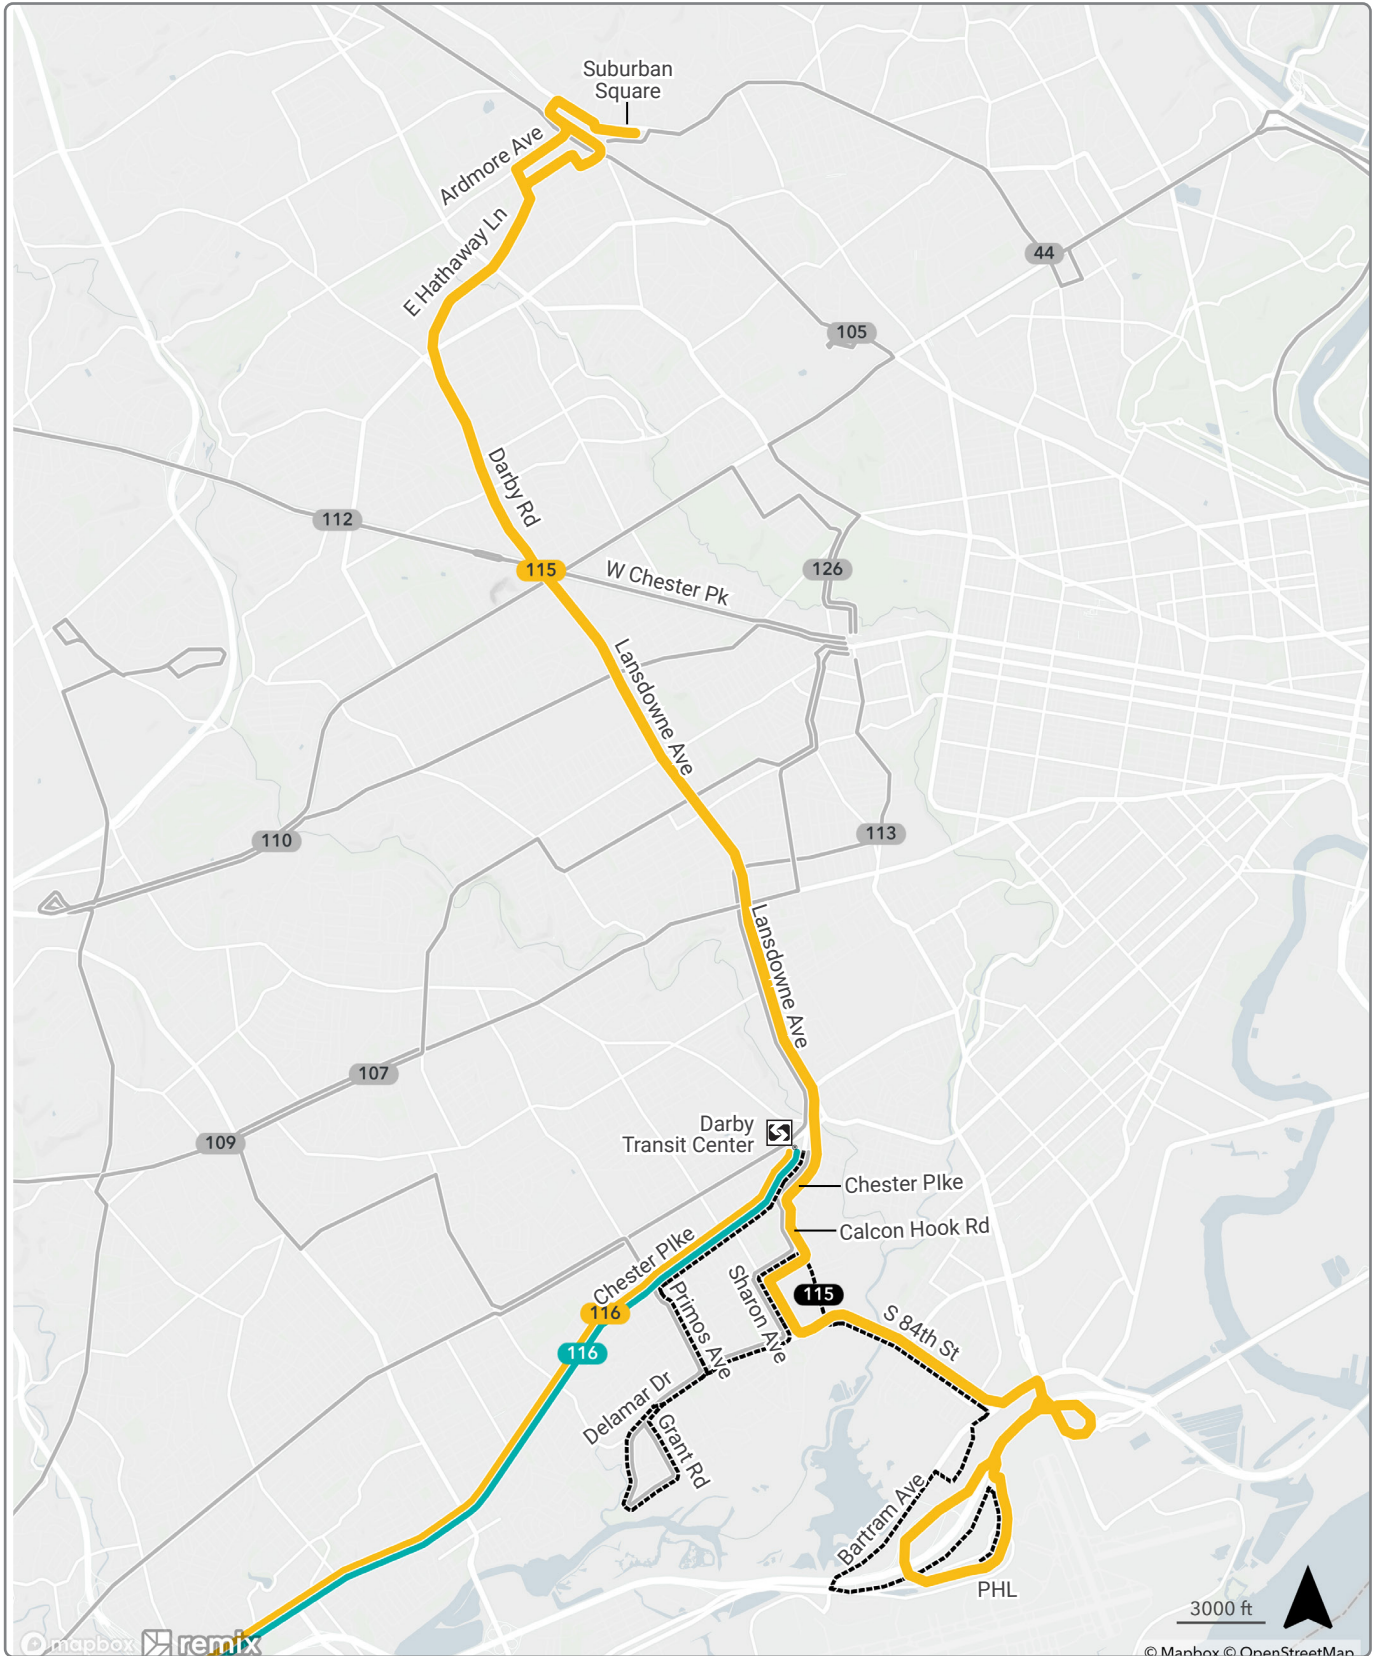 Suburban
Square
Ardmore Ave
E Hathaway Ln
44
105
Darby Rd
112
115
W Chester Pk
126
Lansdowne Ave
110
113
Lansdowne Ave
107
109
Darby
Transit Center
Chester PIke
Calcon Hook Rd
Chester PIke
Sharon Ave
115
116
Primos Ave
S 84th St
116
Delamar Dr
Grant Rd
Bartram Ave
PHL
3000 ft
mapbox
remix
© Mapbox © OpenStreetMap